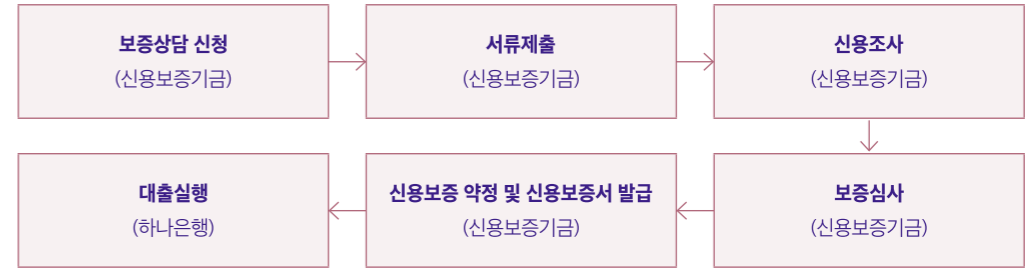 보증상담 신청
(신용보증기금)
서류제출
(신용보증기금)
신용조사
(신용보증기금)
보증심사
(신용보증기금)
신용보증 약정 및 신용보증서 발급
(신용보증기금)
대출실행
(하나은행)